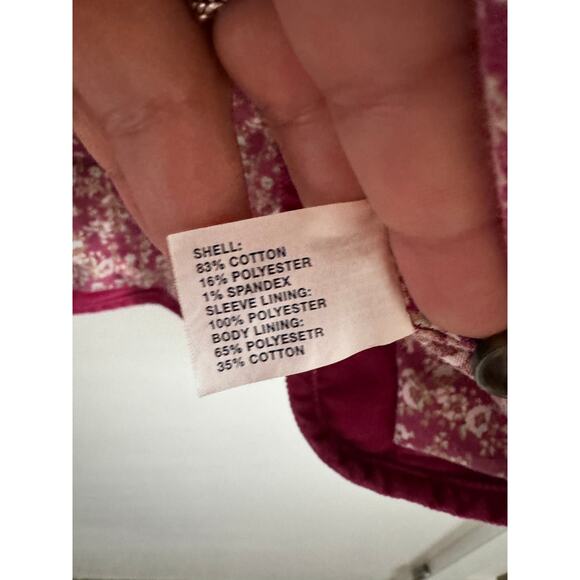 SHELL:
83% COTTON
16% POLYESTER
1% SPANDEX
SLEEVE LINING:
100% POLYESTER
BODY LINING:
65% POLYESETR
35% COTTON